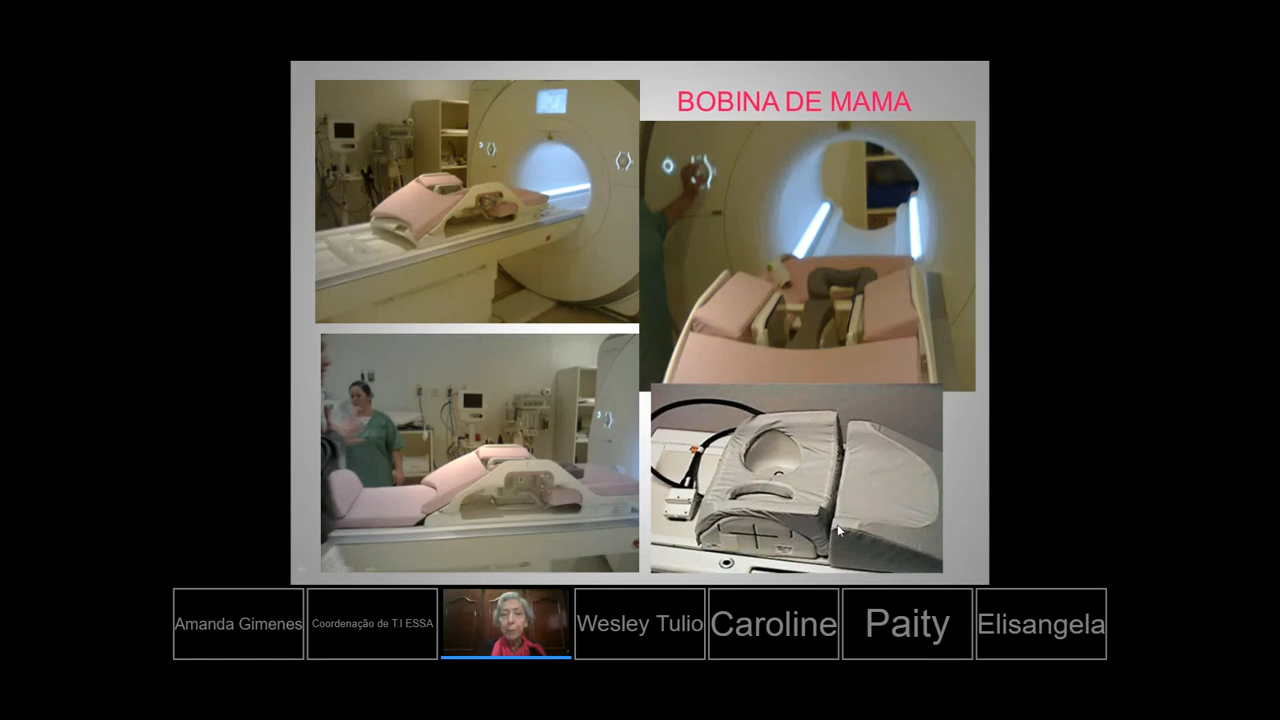 BOBINA DE MAMA
Amanda Gimenes
Coordenação de T.I ESSA
Wesley Tulio
Caroline
Paity
Elisangela